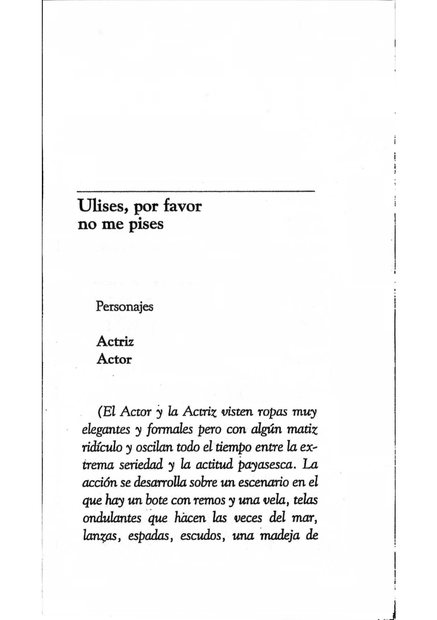 Ulises, por favor
no me pises
Personajes
Actriz
Actor
(El Actor y la Actriz visten ropas muy
elegantes y formales pero con algún matiz
ridículo y oscilan todo el tiempo entre la ex-
trema seriedad y la actitud payasesca. La
acción se desarrolla sobre un escenario en el
que hay un bote con remos y una vela, telas
ondulantes que hacen las veces del mar,
lanzas, espadas, escudos, una madeja de